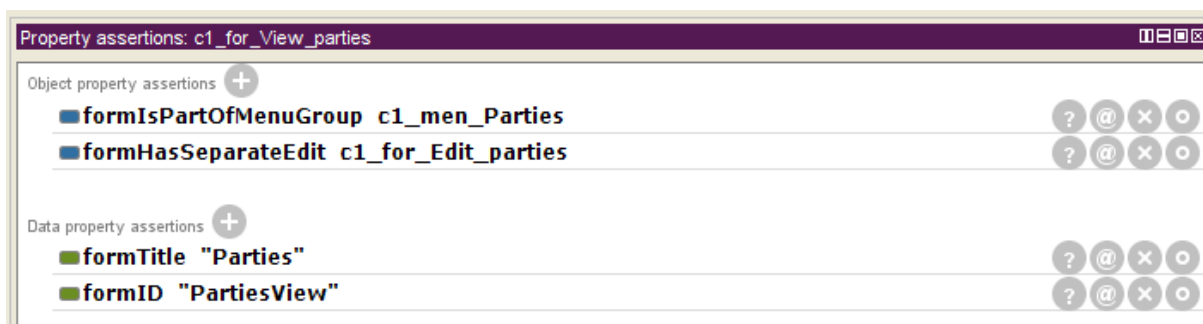 Property assertions: c1_for_View_parties
Object property assertions
formIsPartOfMenuGroup c1_men_Parties
formHasSeparateEdit c1_for_Edit_parties
Data property assertions
formTitle "Parties"
formID "PartiesView"